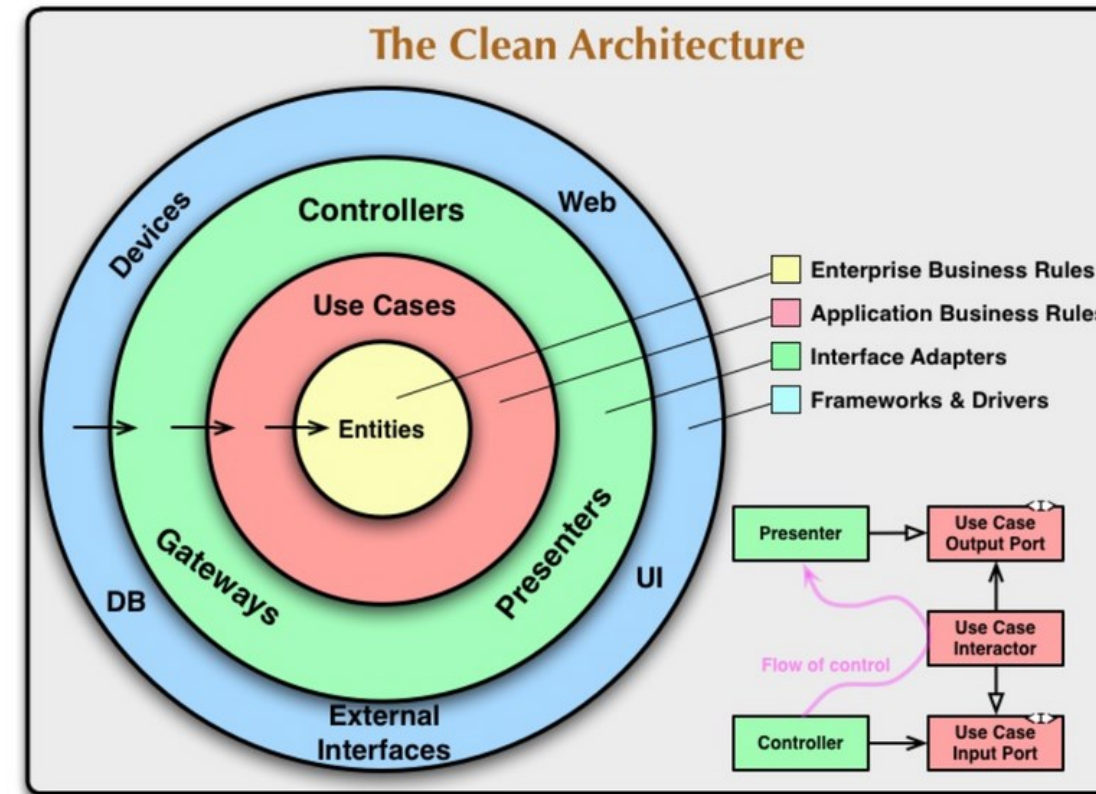 The Clean Architecture
Devices
Web
Controllers
Use Cases
Entities
Gateways
Presenters
DB
UI
External
Interfaces
Enterprise Business Rules
Application Business Rules
Interface Adapters
Frameworks & Drivers
Presenter
<I>
Use Case
Output Port
Use Case
Interactor
Flow of control
Controller
<I>
Use Case
Input Port